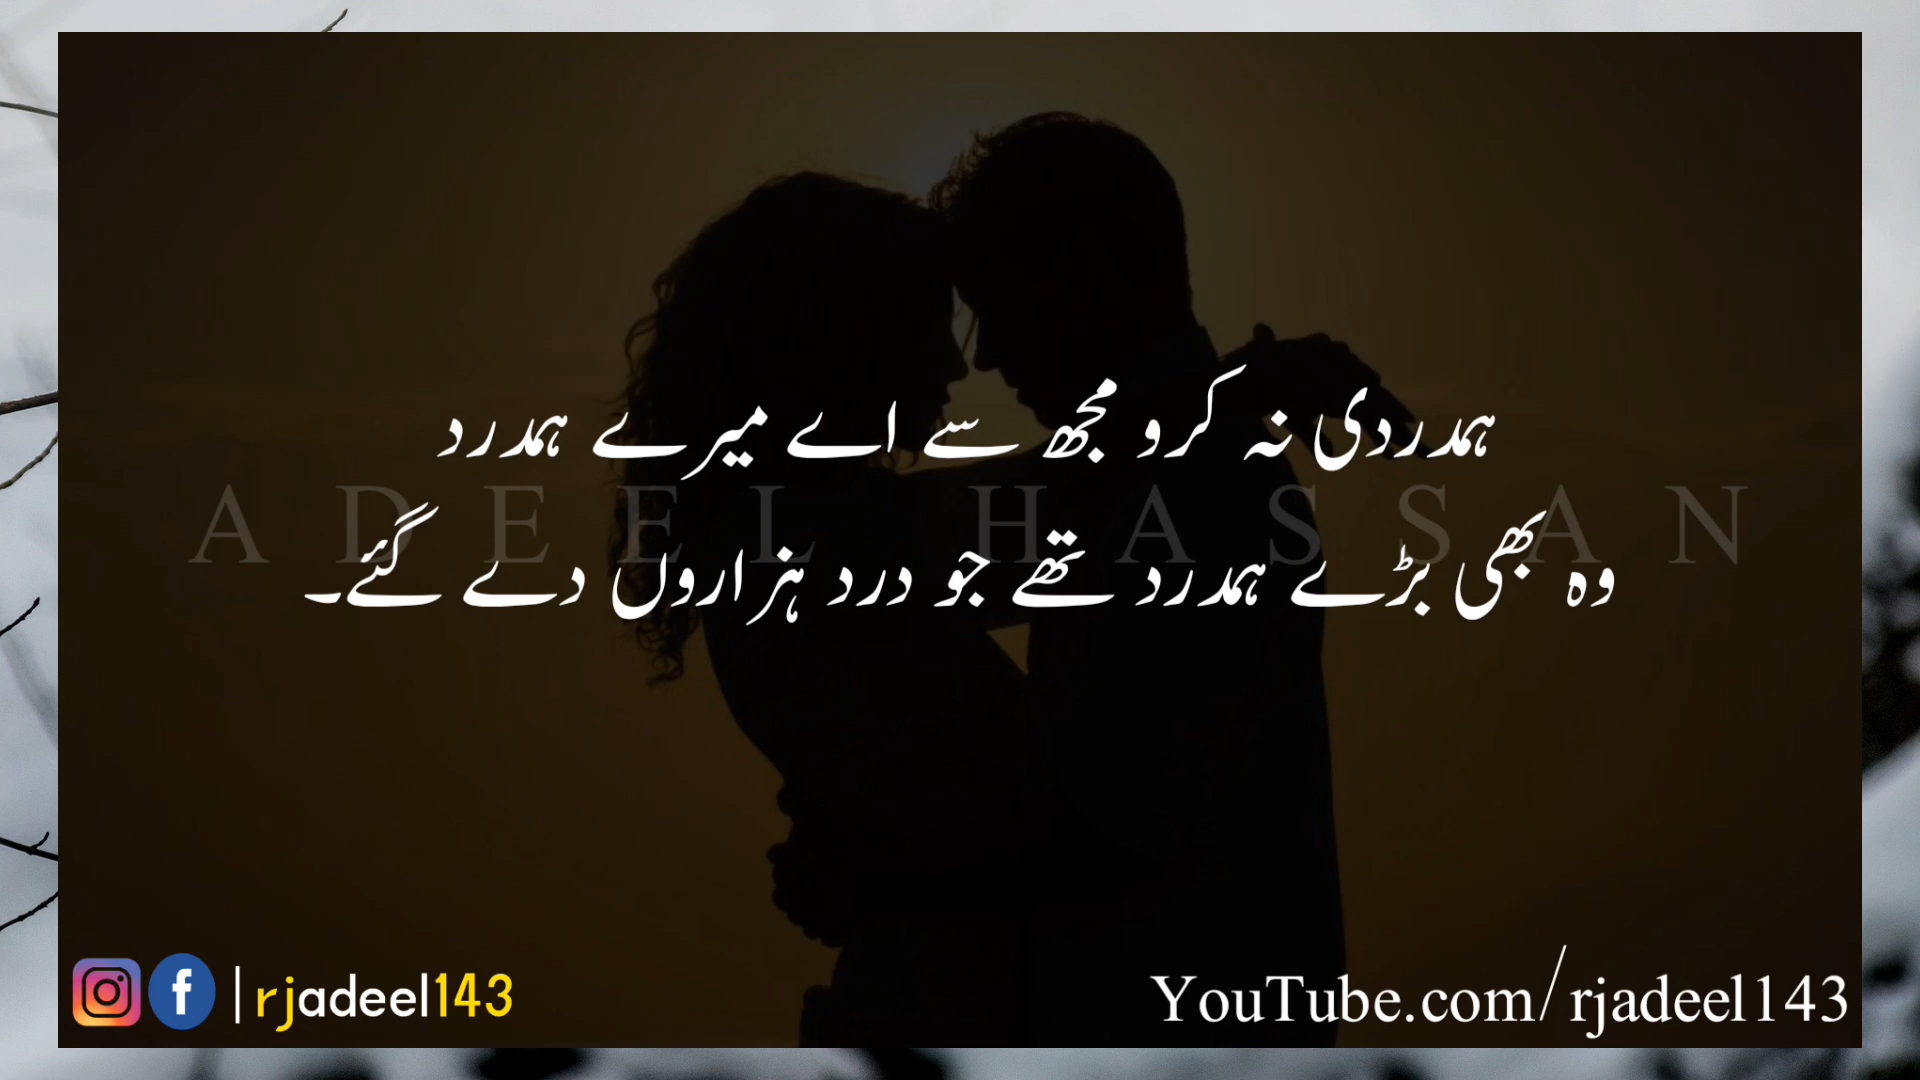 ہمدردی نہ کرو مجھ سے اے میرے ہمدرد
ADEEL HASSAN
وہ بھی بڑے ہمدرد تھے جو درد ہزاروں دے گئے۔
|rjadeel143
YouTube.com/rjadeel143